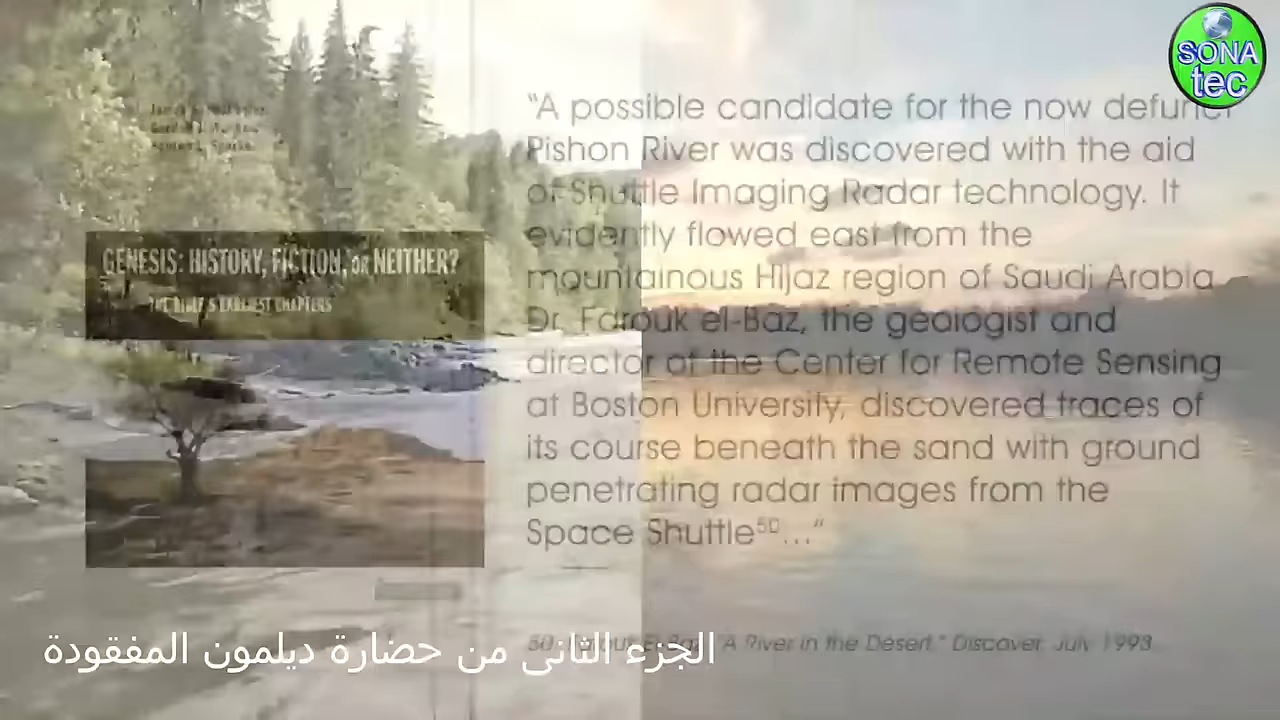 SONA
tec
GENESIS: HISTORY, FICTION, OR NEITHER?
THE BIBLE'S EARLIEST CHAPTERS
"A possible candidate for the now defunct
Pishon River was discovered with the aid
of Shuttle Imaging Radar technology. It
evidently flowed east from the
mountainous Hijaz region of Saudi Arabia
Dr. Farouk el-Baz, the geologist and
director of the Center for Remote Sensing
at Boston University, discovered traces of
its course beneath the sand with ground
penetrating radar images from the
Space Shuttle50..."
50. Farouk El-Baz, "A River in the Desert," Discover, July 1993.
الجزء الثانى من حضارة ديلمون المفقودة